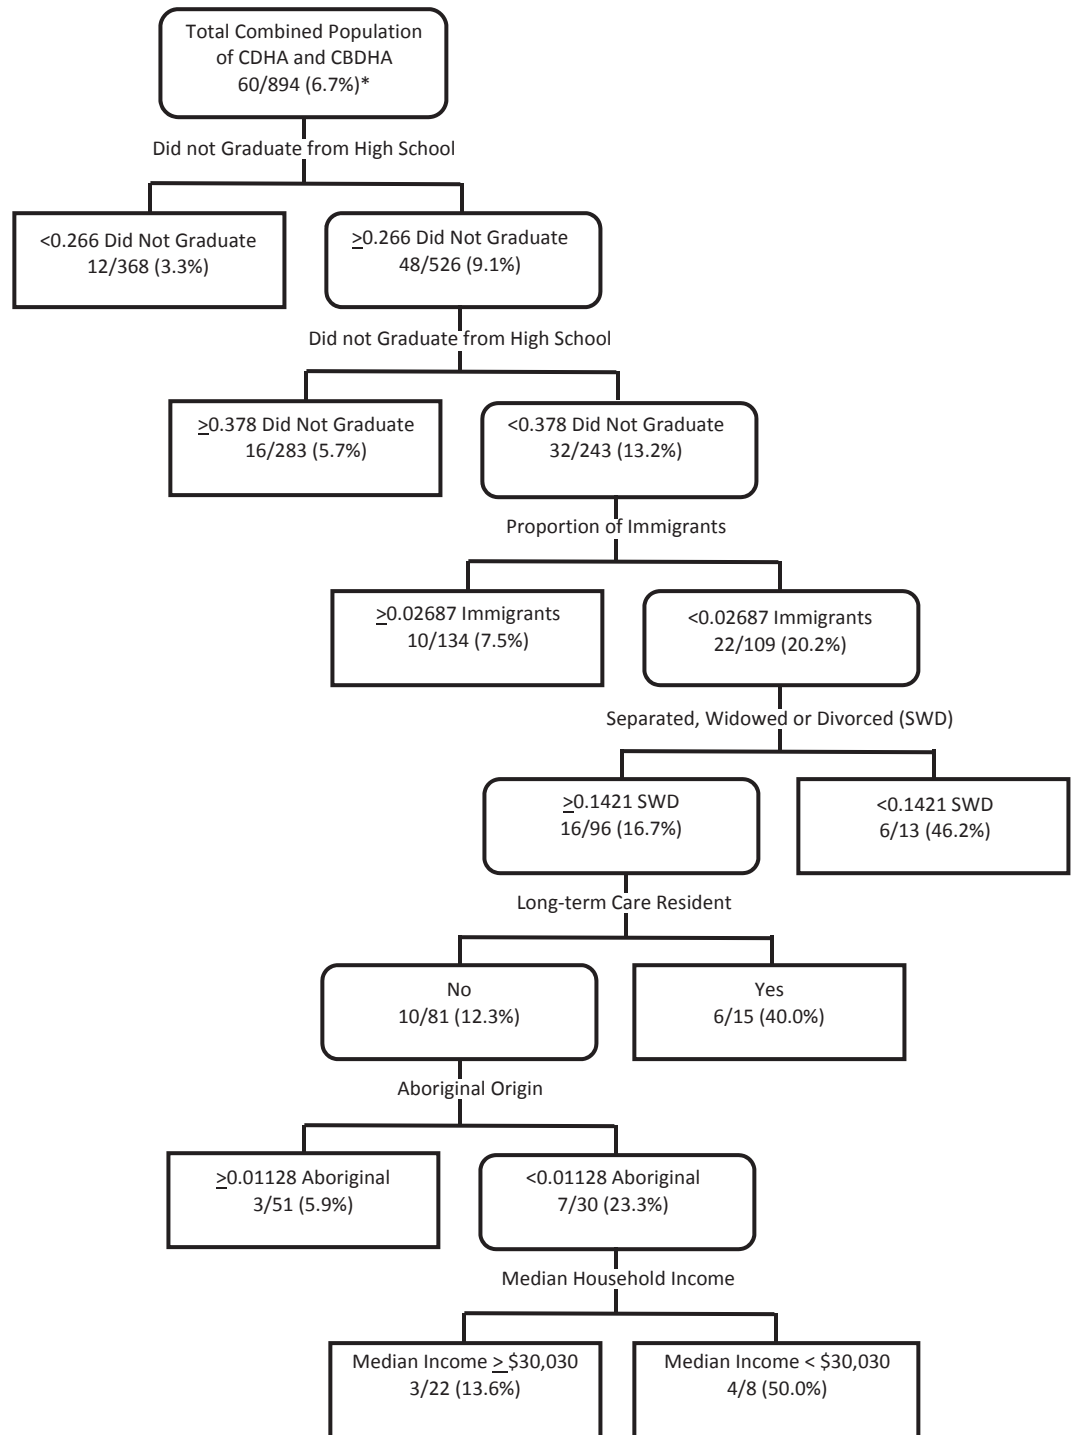 Total Combined Population
of CDHA and CBDHA
60/894 (6.7%)*
Did not Graduate from High School
<0.266 Did Not Graduate
12/368 (3.3%)
≥0.266 Did Not Graduate
48/526 (9.1%)
Did not Graduate from High School
≥0.378 Did Not Graduate
16/283 (5.7%)
<0.378 Did Not Graduate
32/243 (13.2%)
Proportion of Immigrants
≥0.02687 Immigrants
10/134 (7.5%)
<0.02687 Immigrants
22/109 (20.2%)
Separated, Widowed or Divorced (SWD)
≥0.1421 SWD
16/96 (16.7%)
<0.1421 SWD
6/13 (46.2%)
Long-term Care Resident
No
10/81 (12.3%)
Yes
6/15 (40.0%)
Aboriginal Origin
≥0.01128 Aboriginal
3/51 (5.9%)
<0.01128 Aboriginal
7/30 (23.3%)
Median Household Income
Median Income ≥ $30,030
3/22 (13.6%)
Median Income < $30,030
4/8 (50.0%)